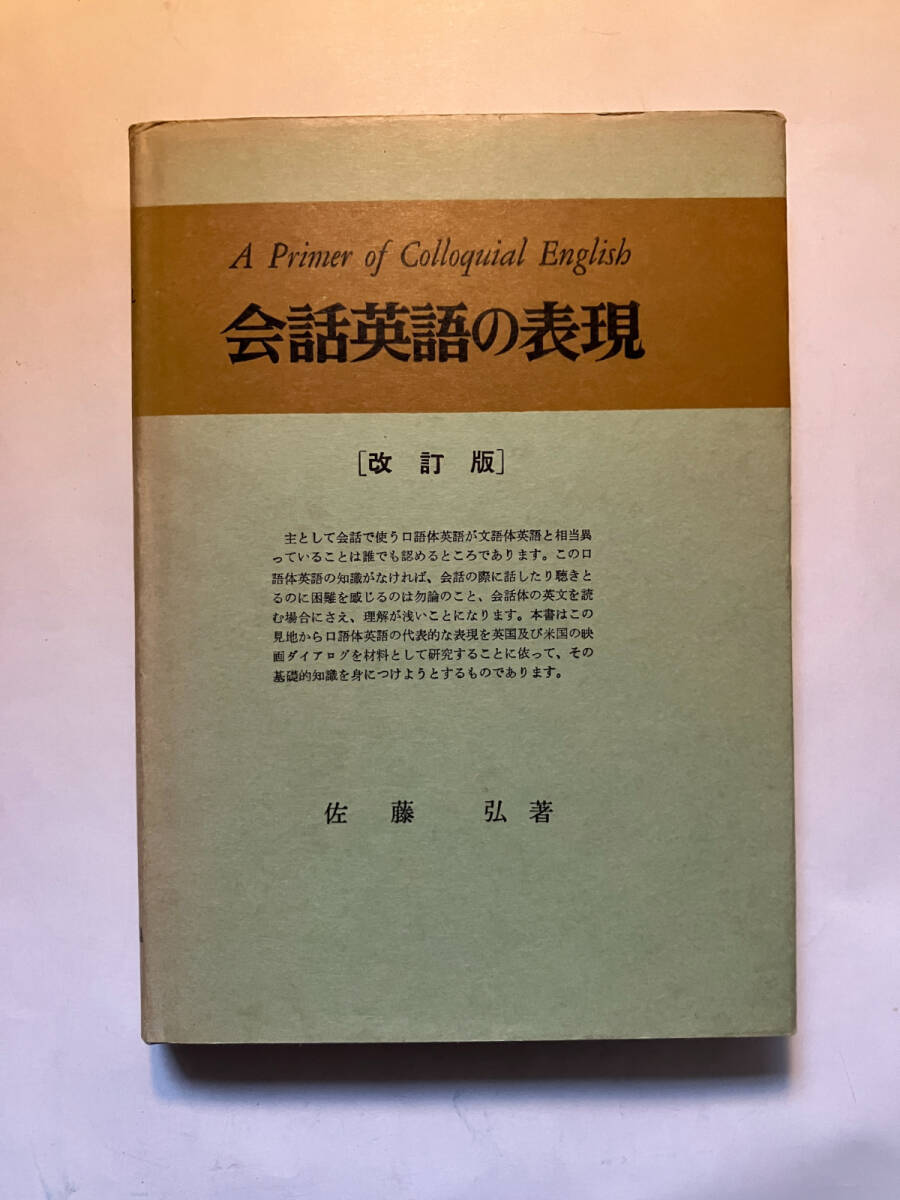 A Primer of Colloquial English
会話英語の表現
[改訂版]
主として会話で使う口語体英語が文語体英語と相当異
っていることは誰でも認めるところであります。この口
語体英語の知識がなければ、会話の際に話したり聴きと
るのに困難を感じるのは勿論のこと、会話体の英文を読
む場合にさえ、理解が浅いことになります。本書はこの
見地から口語体英語の代表的な表現を英国及び米国の映
画ダイアログを材料として研究することに依って、その
基礎的知識を身につけようとするものであります。
佐藤 弘著